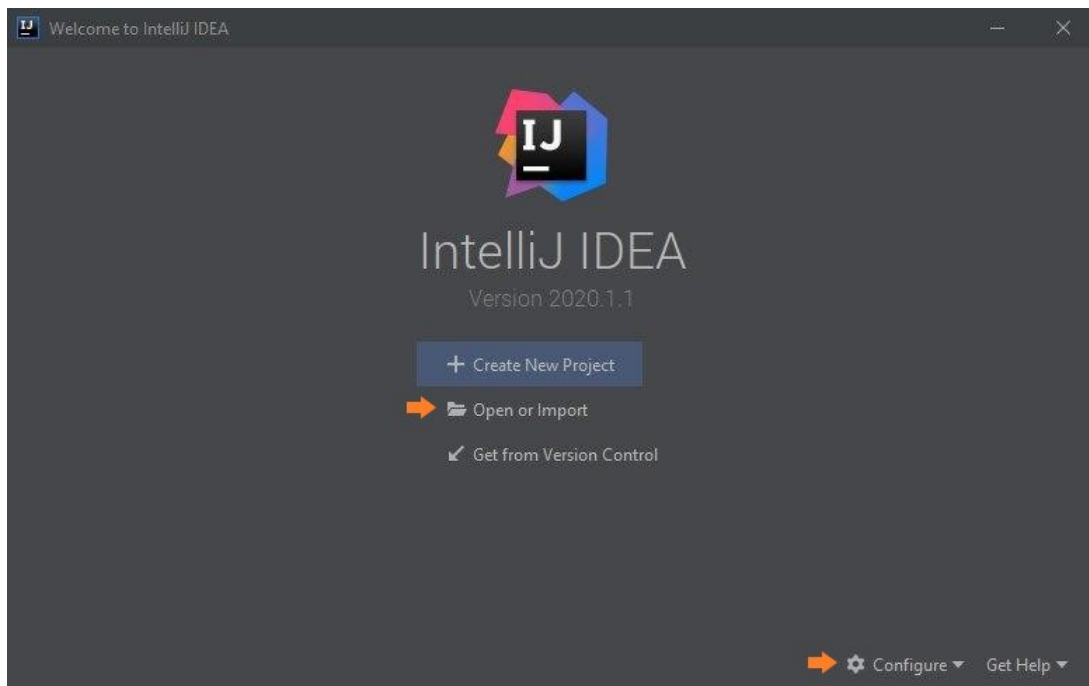 Welcome to IntelliJ IDEA
IJ
IntelliJ IDEA
Version 2020.1.1
Create New Project
Open or Import
Get from Version Control
Configure
Get Help